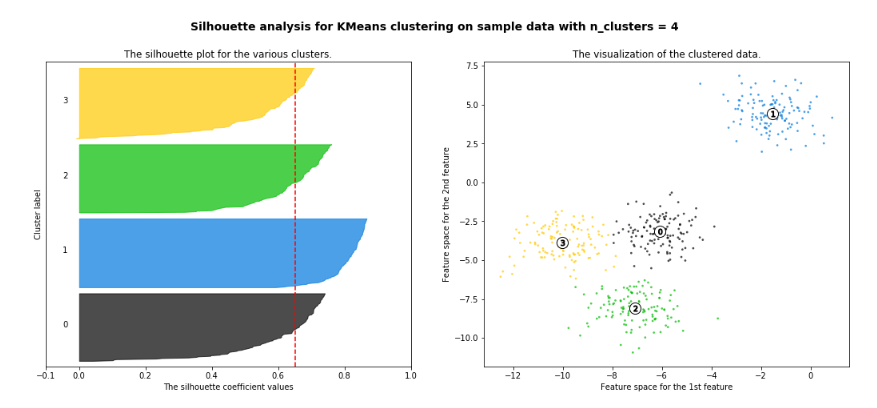 Silhouette analysis for KMeans clustering on sample data with n_clusters = 4
The silhouette plot for the various clusters.
3
2
1
0
Cluster label
−0.1 0.0 0.2 0.4 0.6 0.8 1.0
The silhouette coefficient values
The visualization of the clustered data.
7.5
5.0
2.5
0.0
−2.5
−5.0
−7.5
−10.0
Feature space for the 2nd feature
1
0
3
2
−12 −10 −8 −6 −4 −2 0
Feature space for the 1st feature